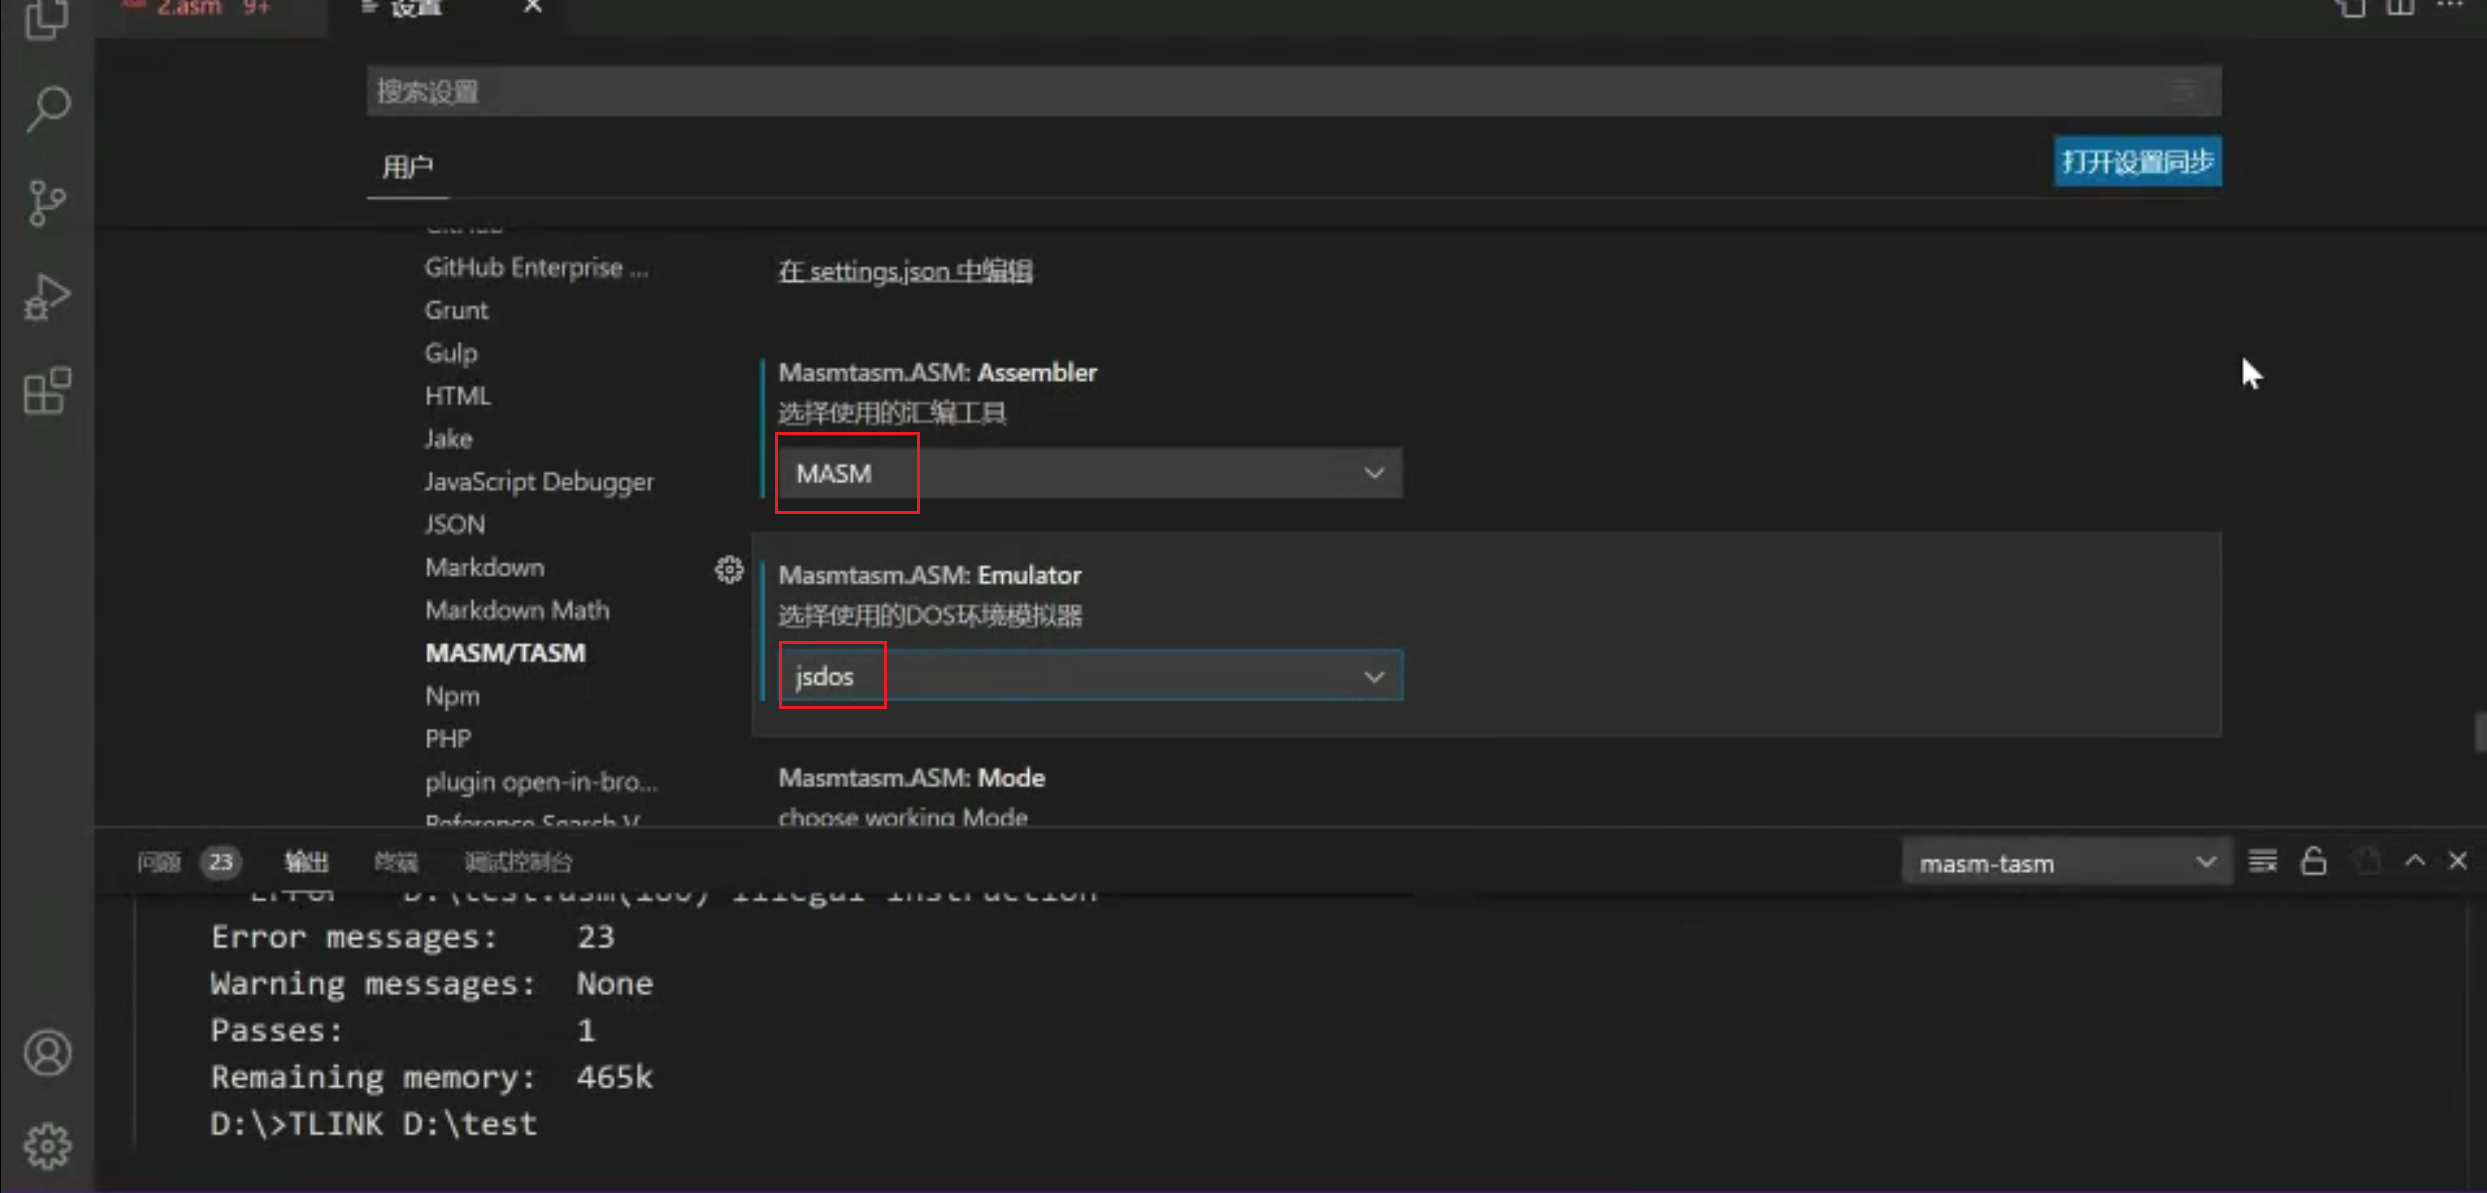 2.asm 9+
设置
搜索设置
用户
打开设置同步
GitHub
GitHub Enterprise ...
Grunt
Gulp
HTML
Jake
JavaScript Debugger
JSON
Markdown
Markdown Math
MASM/TASM
Npm
PHP
plugin open-in-bro...
Reference Search V
在 settings.json 中编辑
Masmtasm.ASM: Assembler
选择使用的汇编工具
MASM
Masmtasm.ASM: Emulator
选择使用的DOS环境模拟器
jsdos
Masmtasm.ASM: Mode
choose working Mode
问题 23 输出 终端 调试控制台
masm-tasm
Error messages: 23
Warning messages: None
Passes: 1
Remaining memory: 465k
D:\>TLINK D:\test